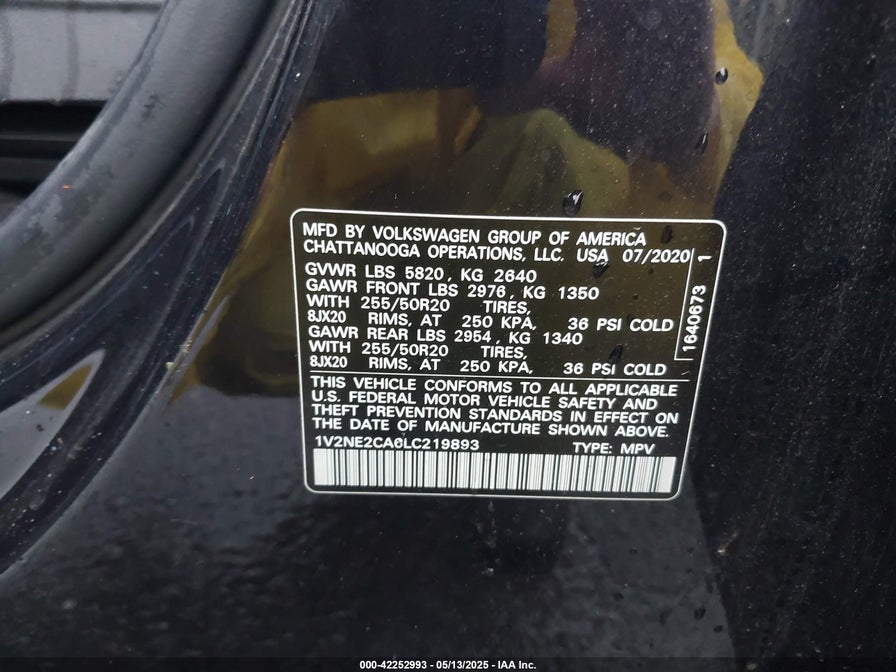 MFD BY VOLKSWAGEN GROUP OF AMERICA
CHATTANOOGA OPERATIONS, LLC. USA 07/2020
GVWR LBS 5820, KG 2640
GAWR FRONT LBS 2976, KG 1350
WITH 255/50R20 TIRES,
8JX20 RIMS, AT 250 KPA, 36 PSI COLD
GAWR REAR LBS 2954, KG 1340
WITH 255/50R20 TIRES,
8JX20 RIMS, AT 250 KPA, 36 PSI COLD
1640673 1
THIS VEHICLE CONFORMS TO ALL APPLICABLE
U.S. FEDERAL MOTOR VEHICLE SAFETY AND
THEFT PREVENTION STANDARDS IN EFFECT ON
THE DATE OF MANUFACTURE SHOWN ABOVE.
TYPE: MPV
000-42252993 - 05/13/2025 - IAA Inc.